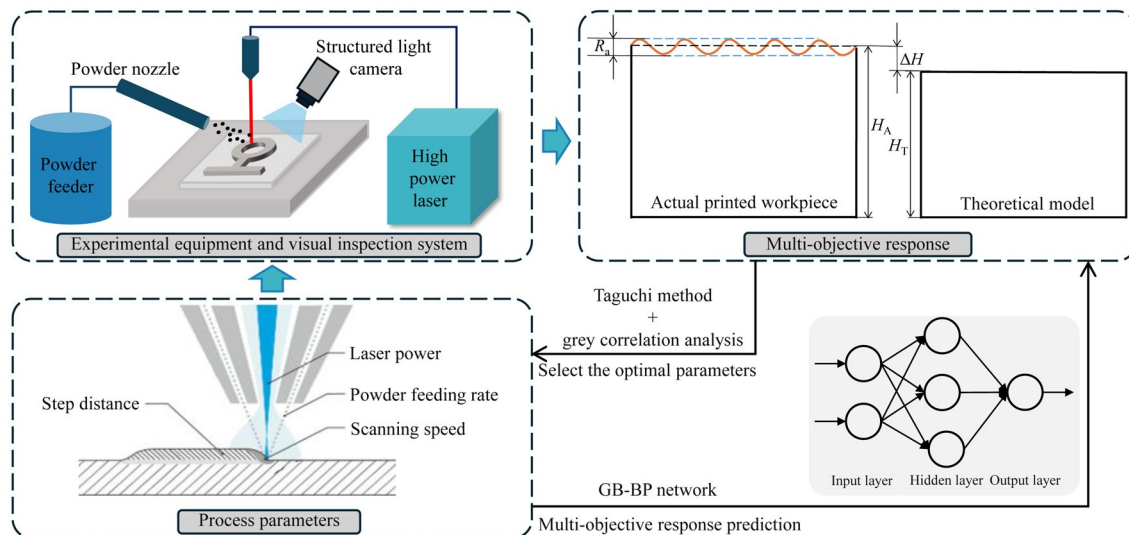 Powder nozzle
Structured light
camera
Powder
feeder
High
power
laser
Experimental equipment and visual inspection system
Rₐ
ΔH
H_A
H_T
Actual printed workpiece
Theoretical model
Multi-objective response
Laser power
Powder feeding rate
Step distance
Scanning speed
Process parameters
Taguchi method
+
grey correlation analysis
Select the optimal parameters
Input layer
Hidden layer
Output layer
GB-BP network
Multi-objective response prediction